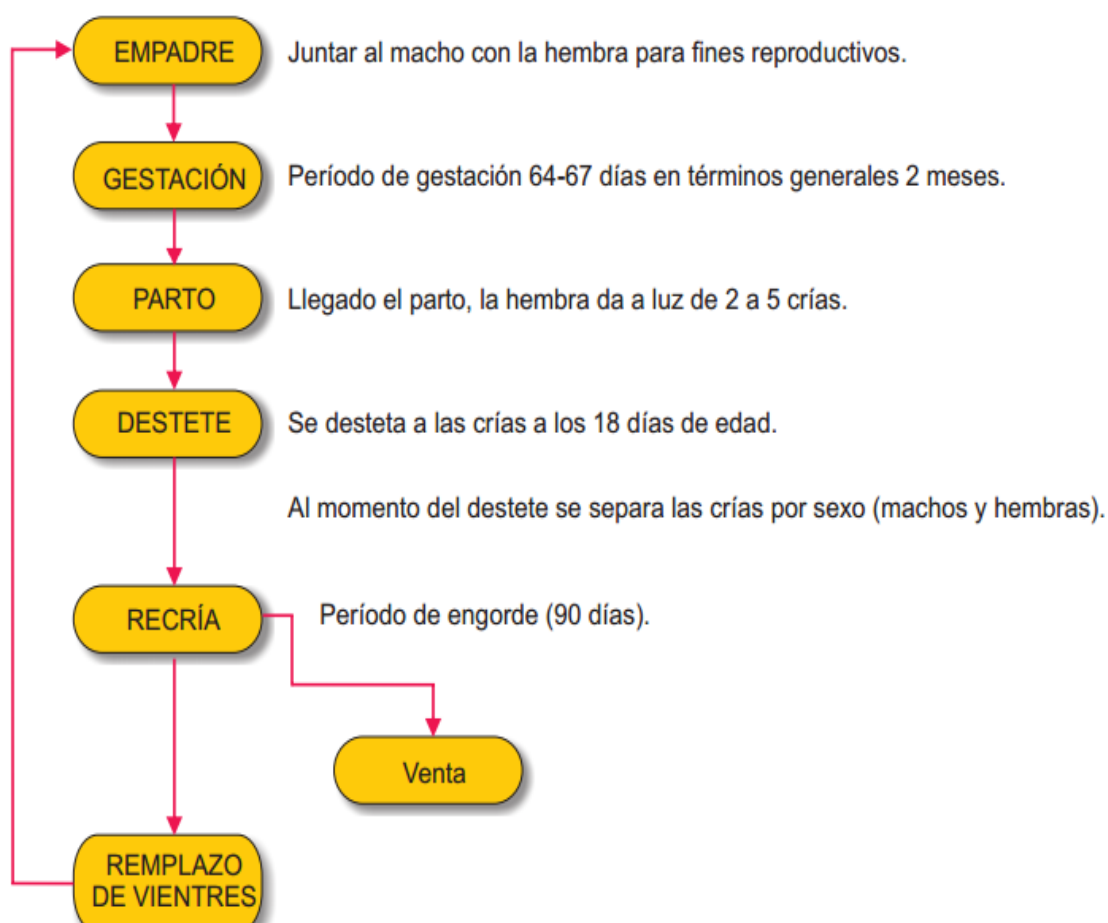 EMPADRE
Juntar al macho con la hembra para fines reproductivos.
GESTACIÓN
Período de gestación 64-67 días en términos generales 2 meses.
PARTO
Llegado el parto, la hembra da a luz de 2 a 5 crías.
DESTETE
Se desteta a las crías a los 18 días de edad.
Al momento del destete se separa las crías por sexo (machos y hembras).
RECRÍA
Período de engorde (90 días).
Venta
REMPLAZO
DE VIENTRES